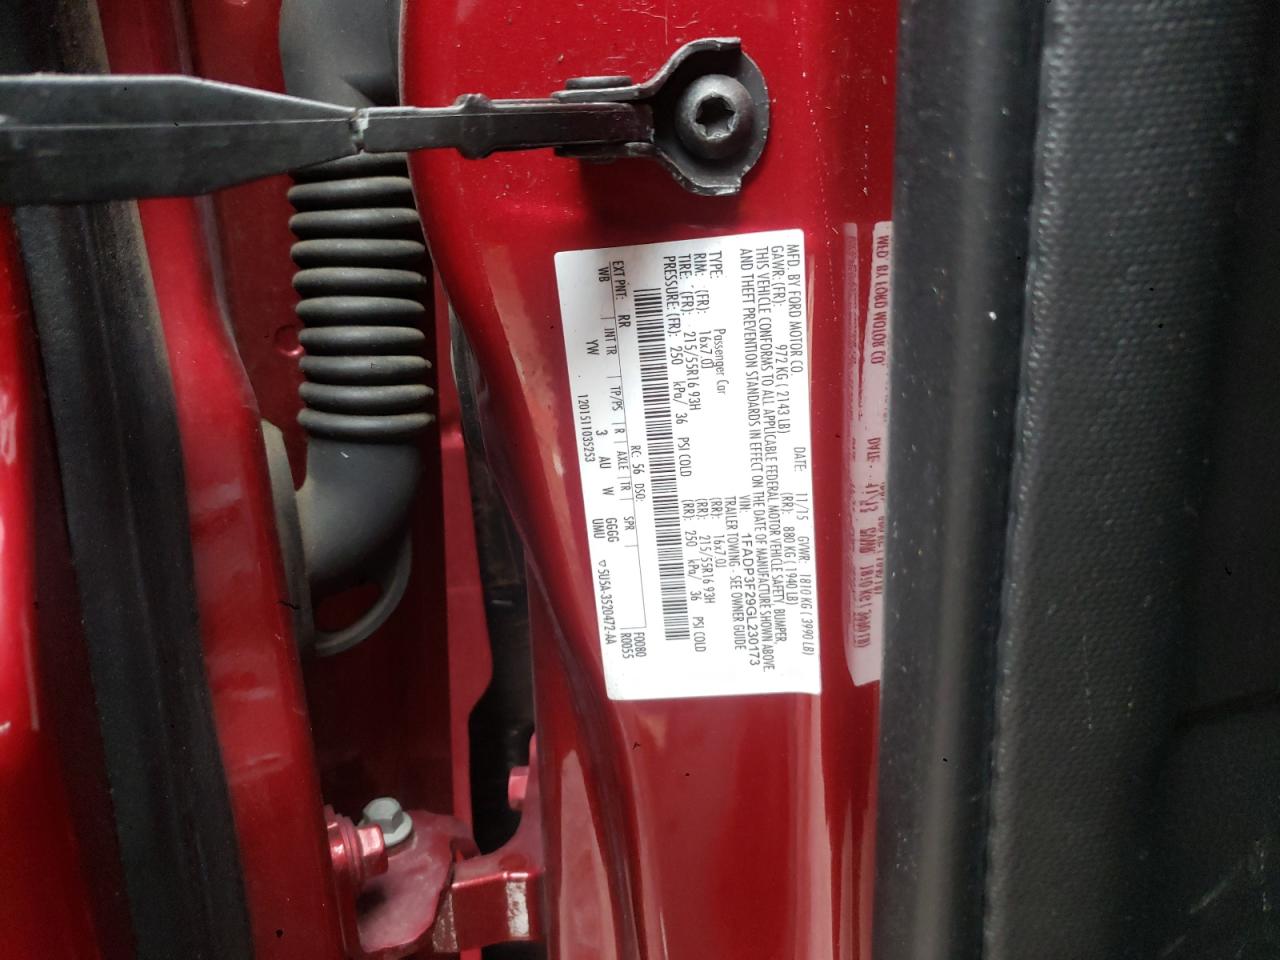 MFD. BY FORD MOTOR CO.
DATE: 11/15 GVWR: 1810 KG ( 3990 LB)
GAWR: (FR): 972 KG ( 2143 LB) (RR): 880 KG ( 1940 LB)
THIS VEHICLE CONFORMS TO ALL APPLICABLE FEDERAL MOTOR VEHICLE SAFETY, BUMPER,
AND THEFT PREVENTION STANDARDS IN EFFECT ON THE DATE OF MANUFACTURE SHOWN ABOVE.
VIN: 1FADP3F29GL230173
TYPE: Passenger Car TRAILER TOWING - SEE OWNER GUIDE
RIM: (FR): 16x7.0J (RR): 16x7.0J
TIRE: (FR): 215/55R16 93H (RR): 215/55R16 93H
PRESSURE: (FR): 250 kPa/ 36 PSI COLD (RR): 250 kPa/ 36 PSI COLD
EXT PNT: RR RC: 56 DSO: F0080
WB INT TR TP/PS R AXLE TR SPR R0055
YW 3 AU W GGGG UMU
120151103 5253 5U5A-3520472-AA